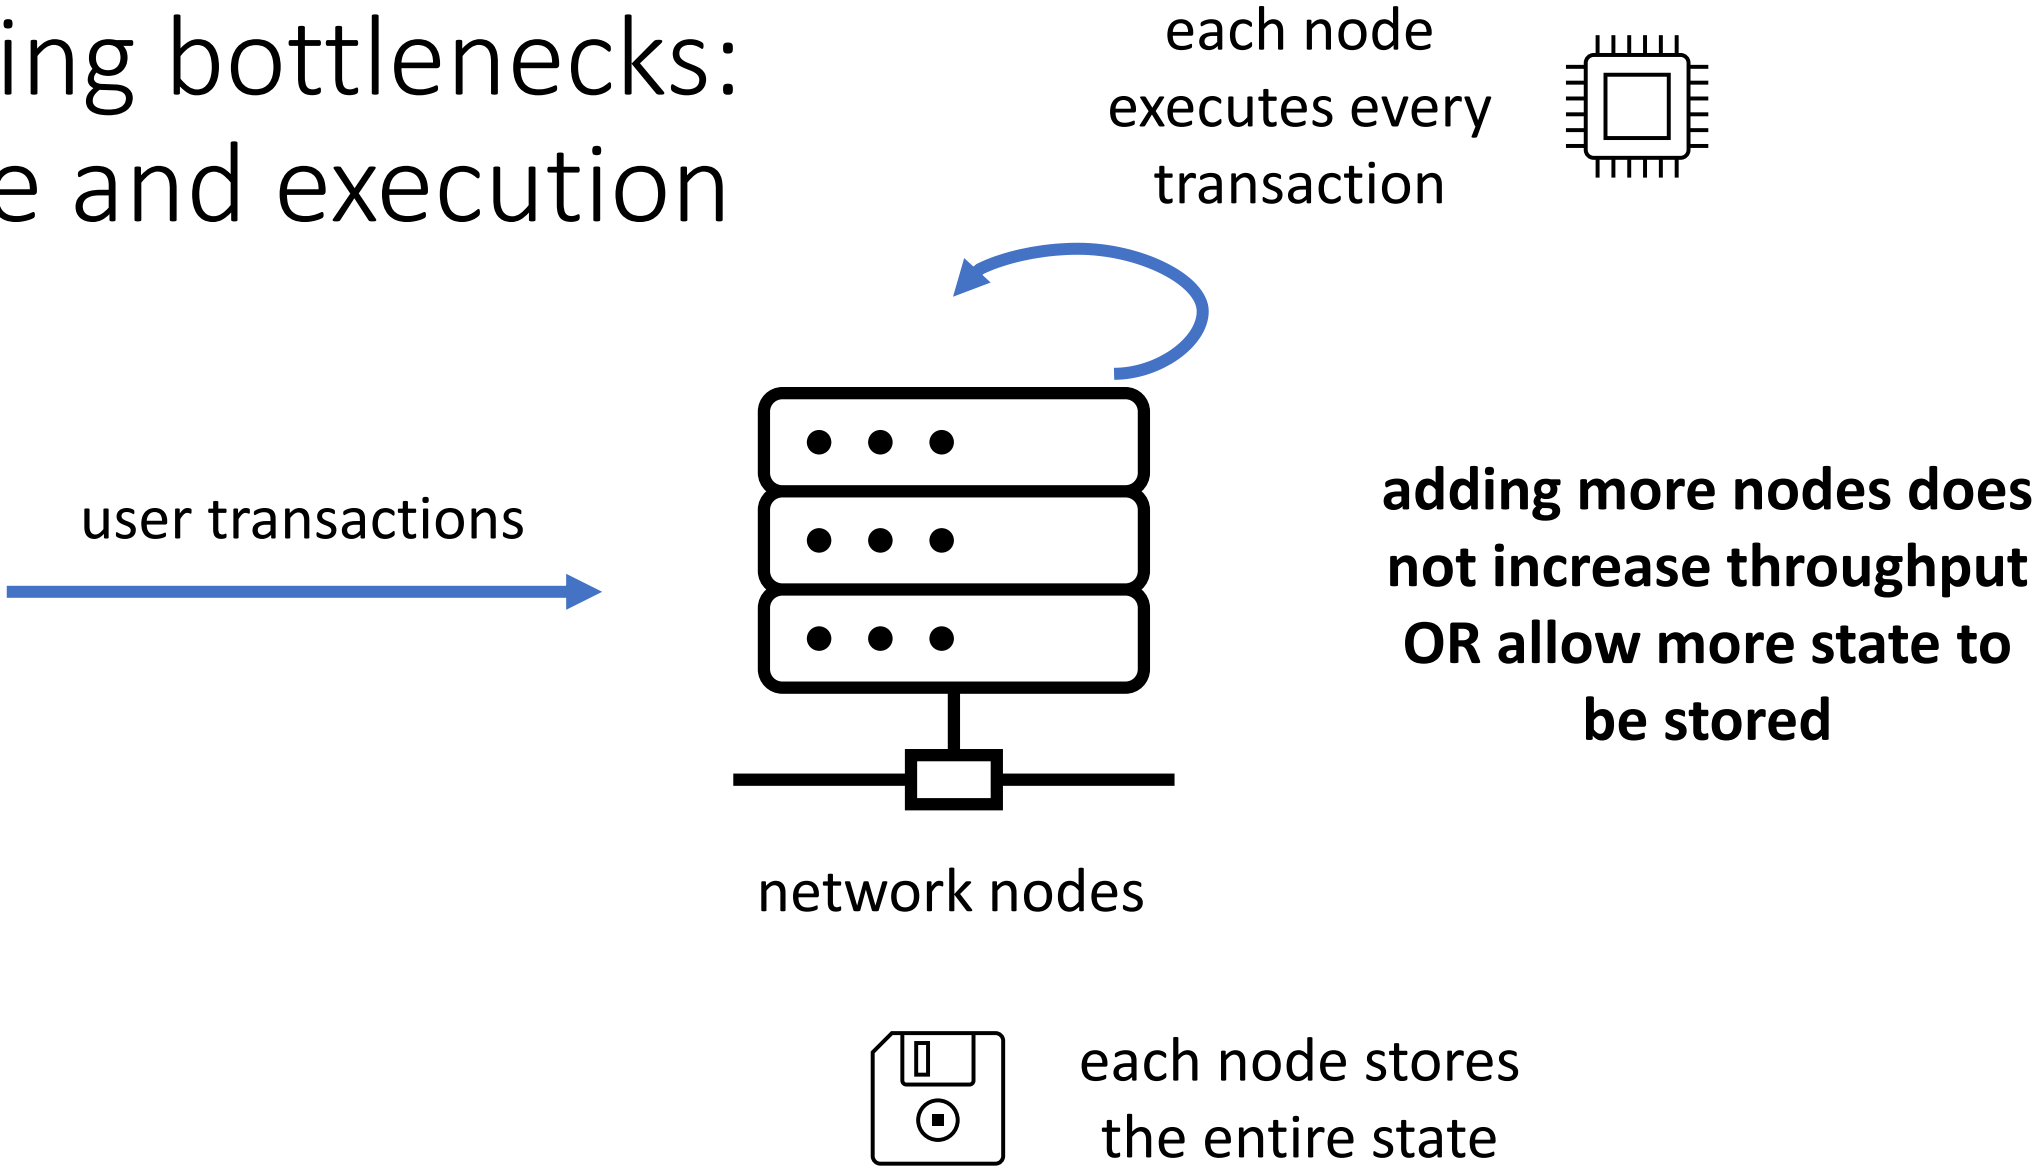 ing bottlenecks:
e and execution
each node
executes every
transaction
user transactions
adding more nodes does
not increase throughput
OR allow more state to
be stored
network nodes
each node stores
the entire state